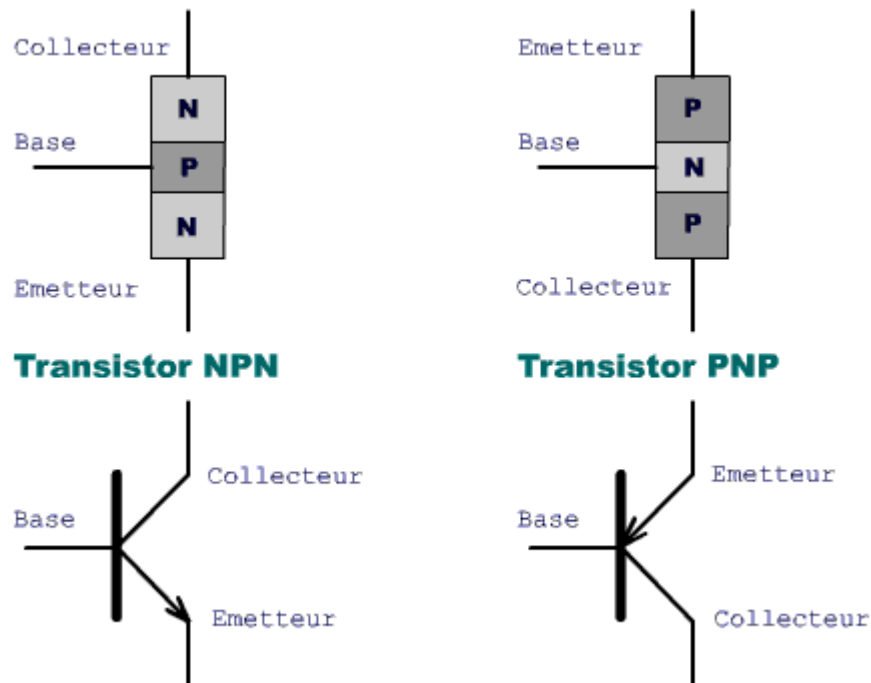 Collecteur
N
Base
P
N
Emetteur
Transistor NPN
Collecteur
Base
Emetteur
Emetteur
P
Base
N
P
Collecteur
Transistor PNP
Emetteur
Base
Collecteur